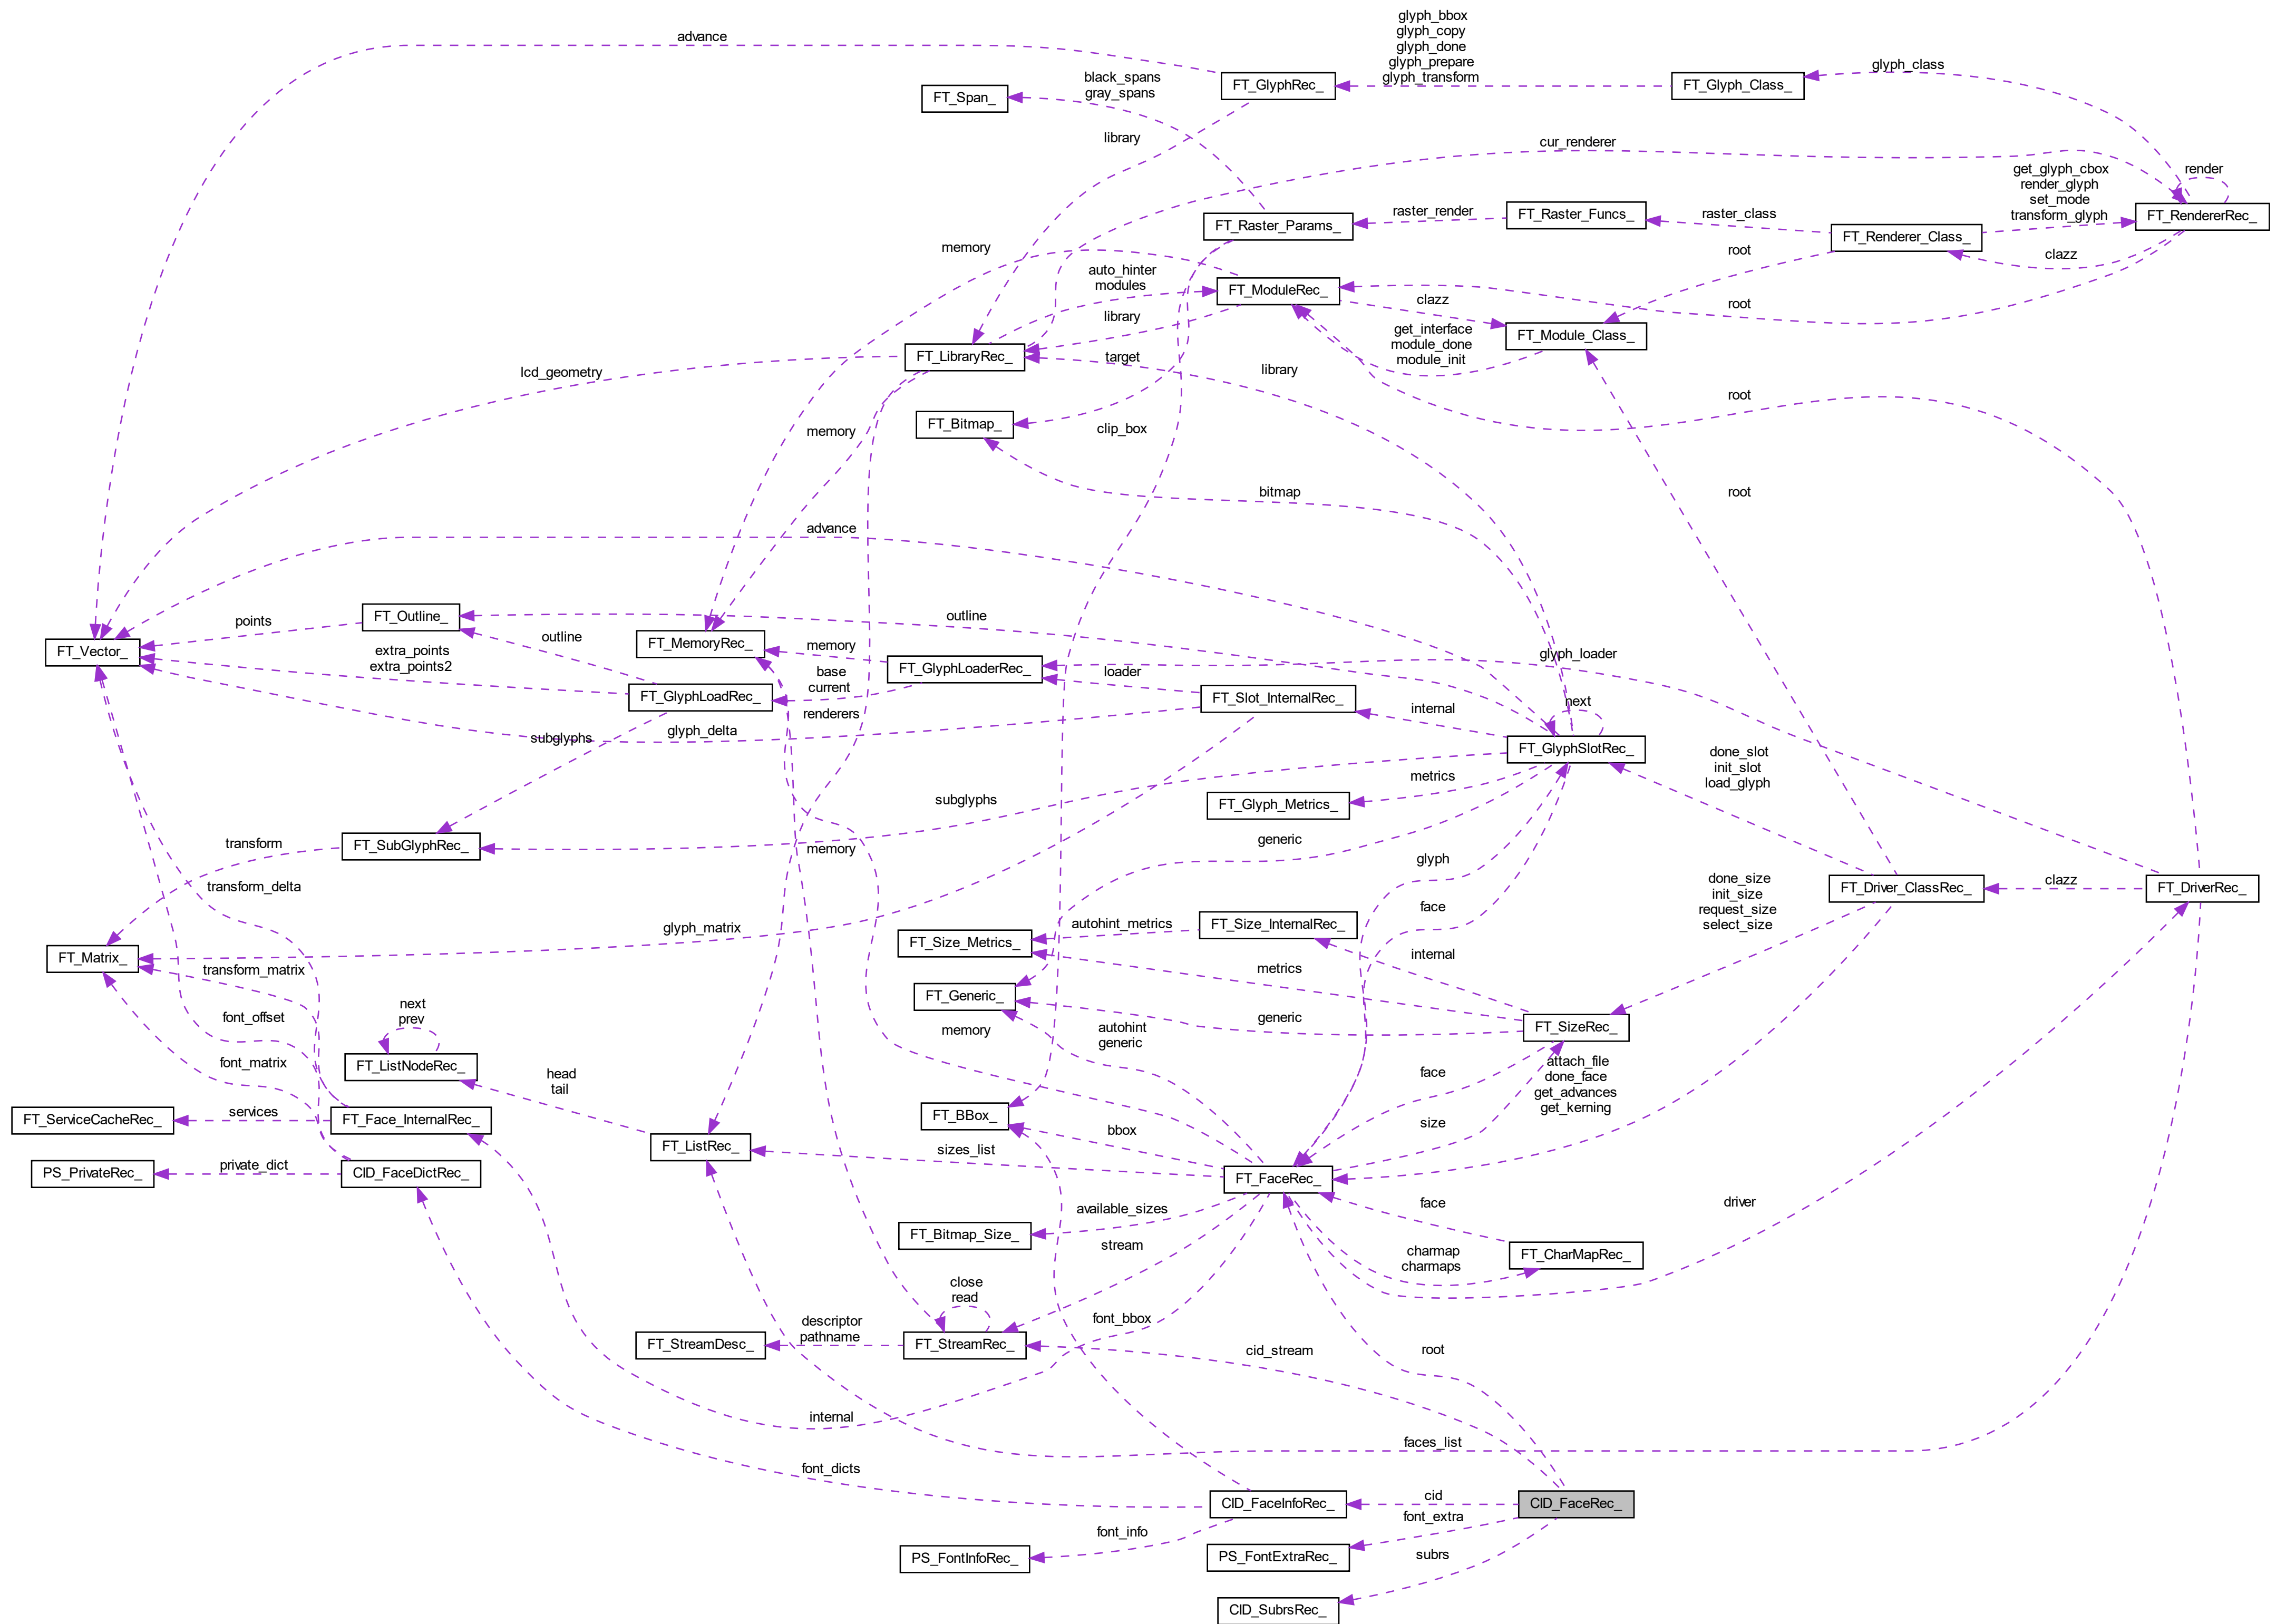 glyph_bbox
glyph_copy
glyph_done
glyph_prepare
glyph_transform
advance
glyph_class
black_spans
gray_spans
FT_GlyphRec_
FT_Glyph_Class_
FT_Span_
library
cur_renderer
render
get_glyph_cbox
render_glyph
set_mode
transform_glyph
raster_render
FT_Raster_Funcs_
raster_class
FT_RendererRec_
FT_Raster_Params_
FT_Renderer_Class_
memory
root
clazz
auto_hinter
modules
FT_ModuleRec_
clazz
root
library
get_interface
module_done
module_init
FT_Module_Class_
FT_LibraryRec_
target
library
lcd_geometry
root
FT_Bitmap_
memory
clip_box
bitmap
root
advance
FT_Outline_
outline
points
outline
FT_Vector_
FT_MemoryRec_
memory
extra_points
extra_points2
glyph_loader
FT_GlyphLoaderRec_
loader
base
current
FT_GlyphLoadRec_
FT_Slot_InternalRec_
next
internal
renderers
glyph_delta
subglyphs
FT_GlyphSlotRec_
done_slot
init_slot
load_glyph
metrics
subglyphs
FT_Glyph_Metrics_
generic
transform
FT_SubGlyphRec_
memory
glyph
transform_delta
done_size
init_size
request_size
select_size
FT_Driver_ClassRec_
clazz
FT_DriverRec_
face
autohint_metrics
FT_Size_InternalRec_
glyph_matrix
FT_Size_Metrics_
internal
FT_Matrix_
transform_matrix
metrics
FT_Generic_
next
prev
font_offset
generic
FT_SizeRec_
memory
autohint
generic
font_matrix
FT_ListNodeRec_
head
tail
face
attach_file
done_face
get_advances
get_kerning
FT_ServiceCacheRec_
services
FT_Face_InternalRec_
FT_BBox_
bbox
size
FT_ListRec_
sizes_list
PS_PrivateRec_
private_dict
CID_FaceDictRec_
FT_FaceRec_
face
driver
available_sizes
FT_Bitmap_Size_
stream
charmap
charmaps
FT_CharMapRec_
close
read
descriptor
pathname
font_bbox
FT_StreamDesc_
FT_StreamRec_
cid_stream
root
internal
faces_list
font_dicts
CID_FaceInfoRec_
cid
CID_FaceRec_
font_extra
font_info
PS_FontInfoRec_
PS_FontExtraRec_
subrs
CID_SubrsRec_